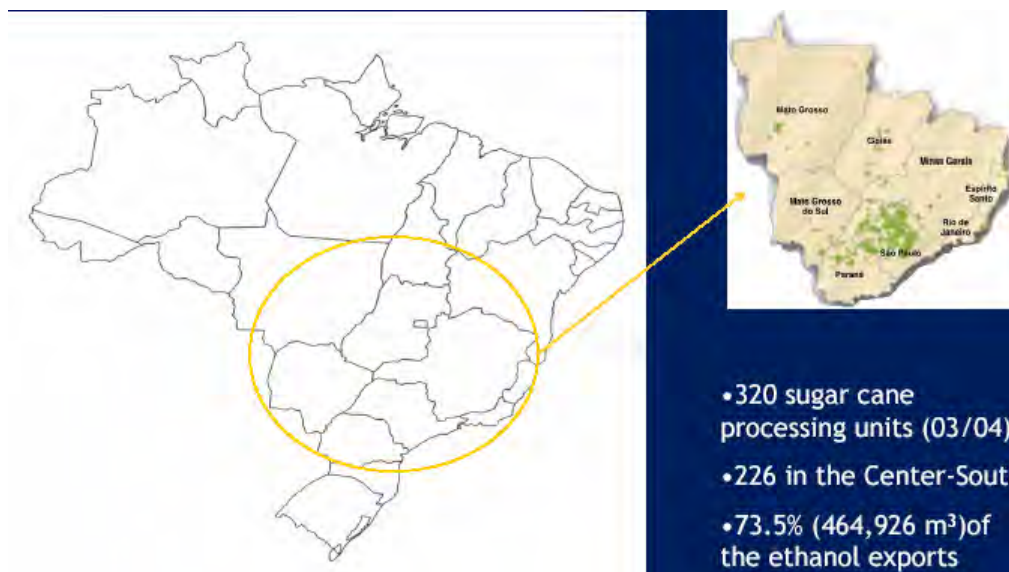 Mato Grosso
Goiás
Minas Gerais
Espírito
Santo
Mato Grosso
do Sul
Rio de
Janeiro
São Paulo
Paraná
•320 sugar cane
processing units (03/04)
•226 in the Center-Sout
•73.5% (464,926 m³)of
the ethanol exports